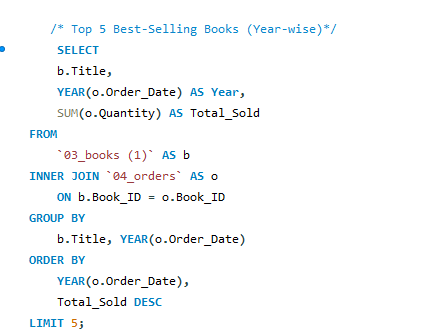 /* Top 5 Best-Selling Books (Year-wise)*/
SELECT
b.Title,
YEAR(o.Order_Date) AS Year,
SUM(o.Quantity) AS Total_Sold
FROM
`03_books (1)` AS b
INNER JOIN `04_orders` AS o
ON b.Book_ID = o.Book_ID
GROUP BY
b.Title, YEAR(o.Order_Date)
ORDER BY
YEAR(o.Order_Date),
Total_Sold DESC
LIMIT 5;